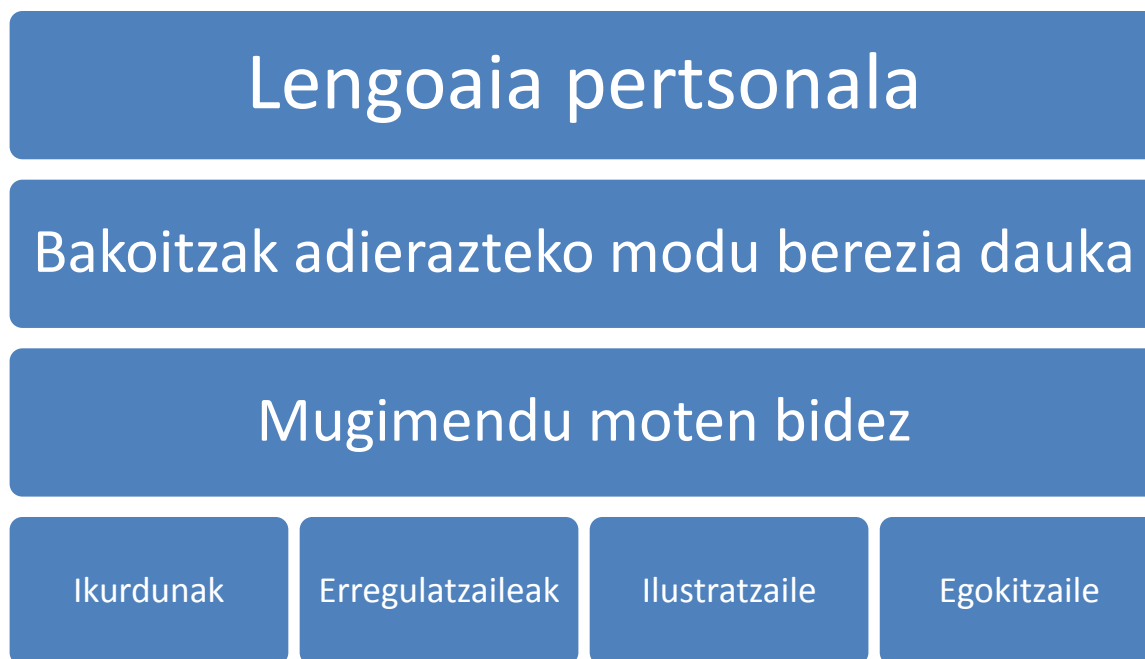 Lengoaia pertsonala
Bakoitzak adierazteko modu berezia dauka
Mugimendu moten bidez
Ikurdunak
Erregulatzaileak
Ilustratzaile
Egokitzaile